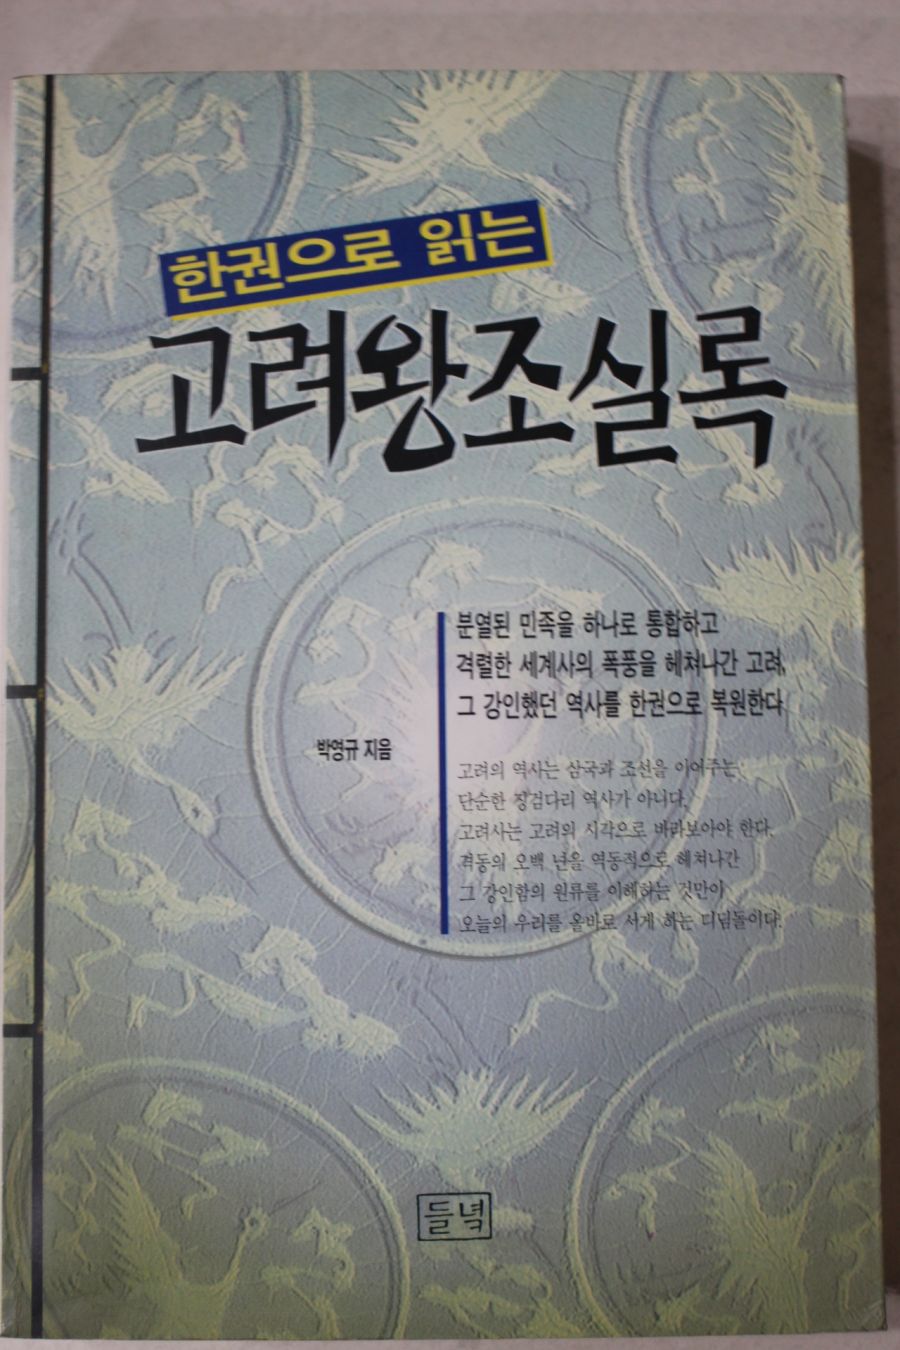 한권으로 읽는
고려왕조실록
분열된 민족을 하나로 통합하고
격렬한 세계사의 폭풍을 헤쳐나간 고려,
그 강인했던 역사를 한권으로 복원한다.
박영규 지음
고려의 역사는 삼국과 조선을 이어주는
단순한 징검다리 역사가 아니다.
고려사는 고려의 시각으로 바라보아야 한다.
격동의 오백 년을 역동적으로 헤쳐나간
그 강인함의 원류를 이해하는 것만이
오늘의 우리를 올바로 서게 하는 디딤돌이다.
들녘